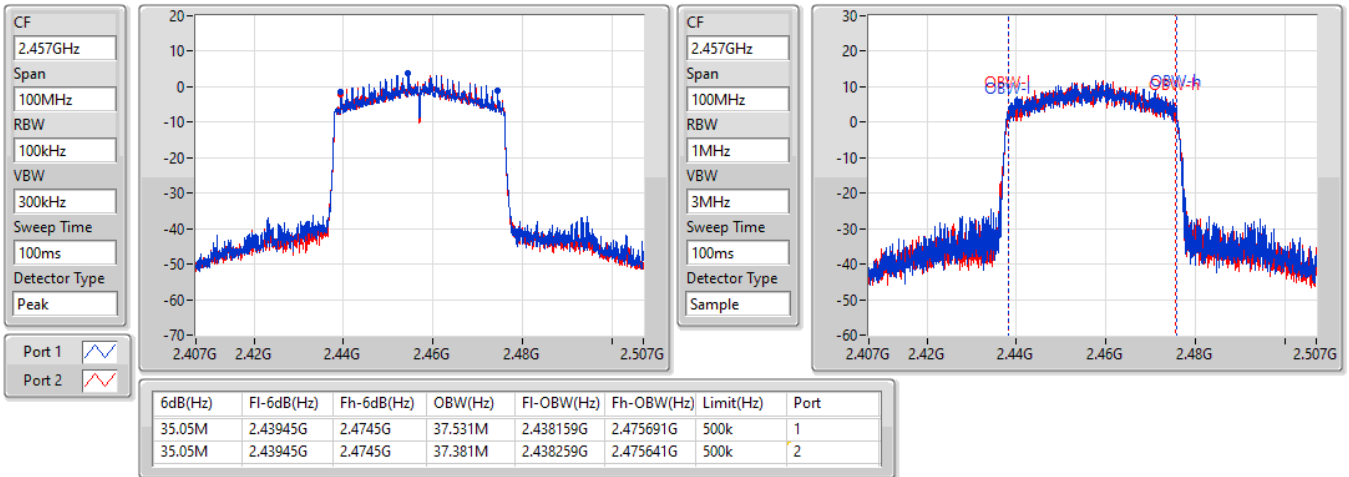 CF
2.457GHz
Span
100MHz
RBW
100kHz
VBW
300kHz
Sweep Time
100ms
Detector Type
Peak
Port 1
Port 2
20
10
0
-10
-20
-30
-40
-50
-60
-70
2.407G 2.42G 2.44G 2.46G 2.48G 2.507G
CF
2.457GHz
Span
100MHz
RBW
1MHz
VBW
3MHz
Sweep Time
100ms
Detector Type
Sample
30
20
10
0
-10
-20
-30
-40
-50
-60
OBW-l
OBW-l
OBW-h
OBW-h
2.407G 2.42G 2.44G 2.46G 2.48G 2.507G
6dB(Hz) Fl-6dB(Hz) Fh-6dB(Hz) OBW(Hz) Fl-OBW(Hz) Fh-OBW(Hz) Limit(Hz) Port
35.05M 2.43945G 2.4745G 37.531M 2.438159G 2.475691G 500k 1
35.05M 2.43945G 2.4745G 37.381M 2.438259G 2.475641G 500k 2